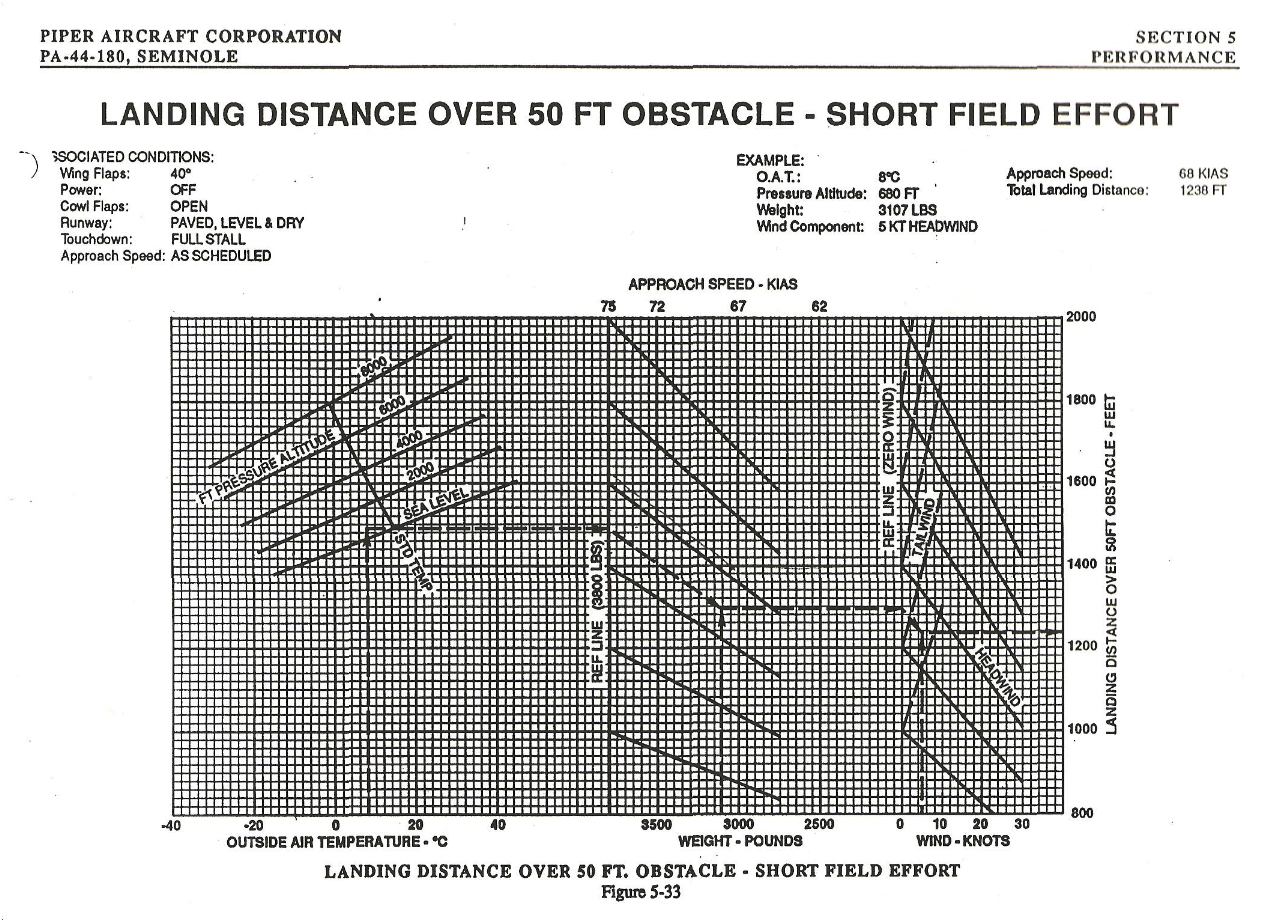 PIPER AIRCRAFT CORPORATION
PA-44-180, SEMINOLE
SECTION 5
PERFORMANCE
LANDING DISTANCE OVER 50 FT OBSTACLE - SHORT FIELD EFFORT
SSOCIATED CONDITIONS:
Wing Flaps: 40°
Power: OFF
Cowl Flaps: OPEN
Runway: PAVED, LEVEL & DRY
Touchdown: FULL STALL
Approach Speed: AS SCHEDULED
EXAMPLE:
O.A.T.: 8°C
Pressure Altitude: 680 FT
Weight: 3107 LBS
Wind Component: 5 KT HEADWIND
Approach Speed: 68 KIAS
Total Landing Distance: 1238 FT
APPROACH SPEED - KIAS
75 72 67 62
2000
1800
1600
1400
1200
1000
800
LANDING DISTANCE OVER 50FT OBSTACLE - FEET
8000
6000
4000
2000
SEA LEVEL
FT PRESSURE ALTITUDE
STD TEMP
REF LINE (3800 LBS)
REF LINE (ZERO WIND)
TAILWIND
HEADWIND
-40 -20 0 20 40 3500 3000 2500 0 10 20 30
OUTSIDE AIR TEMPERATURE - °C WEIGHT - POUNDS WIND - KNOTS
LANDING DISTANCE OVER 50 FT. OBSTACLE - SHORT FIELD EFFORT
Figure 5-33